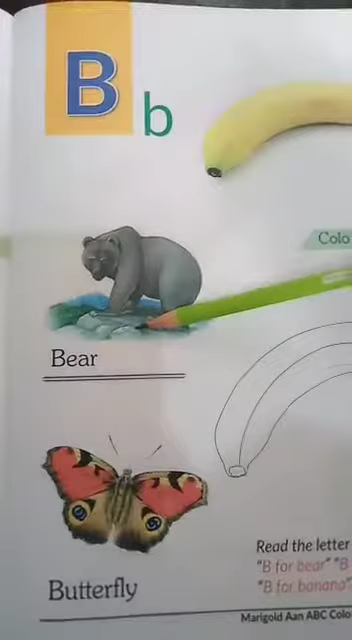 B b
Colo
Bear
Butterfly
Read the letter
"B for bear" "B
"B for banana"
Marigold Aan ABC Colo